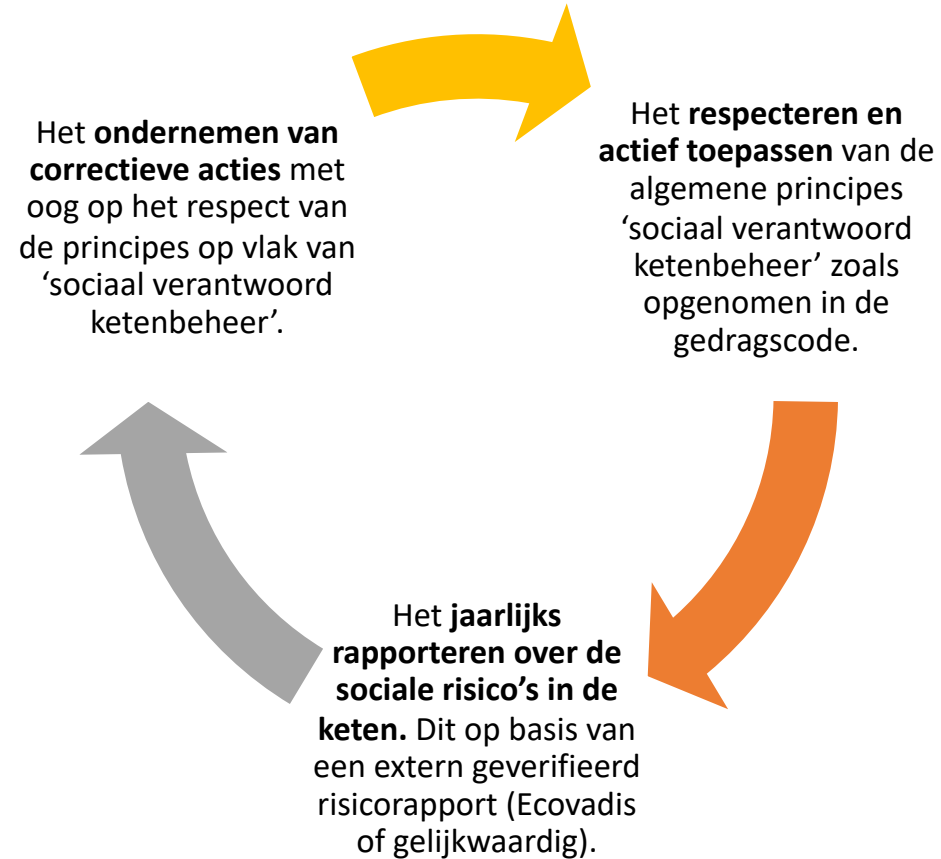 Het ondernemen van
correctieve acties met
oog op het respect van
de principes op vlak van
‘sociaal verantwoord
ketenbeheer’.
Het respecteren en
actief toepassen van de
algemene principes
‘sociaal verantwoord
ketenbeheer’ zoals
opgenomen in de
gedragscode.
Het jaarlijks
rapporteren over de
sociale risico’s in de
keten. Dit op basis van
een extern geverifieerd
risicorapport (Ecovadis
of gelijkwaardig).